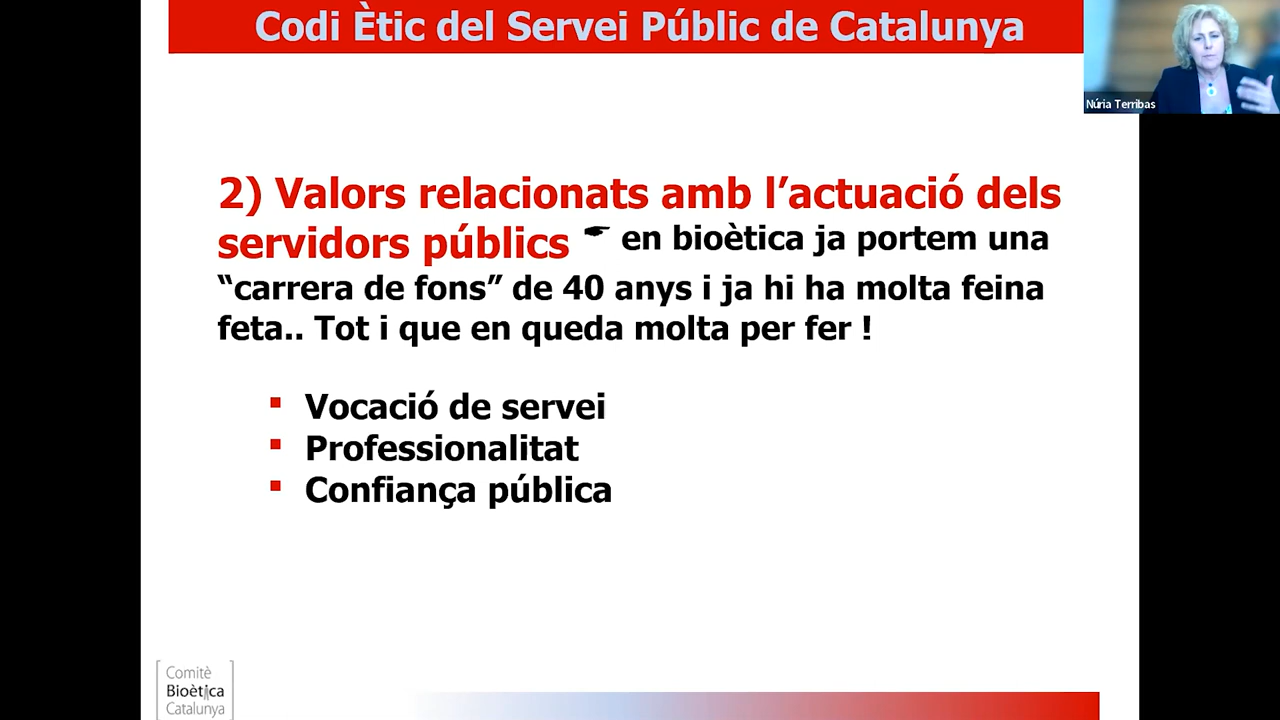 Codi Ètic del Servei Públic de Catalunya
Núria Terribas
2) Valors relacionats amb l’actuació dels
servidors públics ☛ en bioètica ja portem una
“carrera de fons” de 40 anys i ja hi ha molta feina
feta.. Tot i que en queda molta per fer !
▪ Vocació de servei
▪ Professionalitat
▪ Confiança pública
Comitè
Bioètica
Catalunya